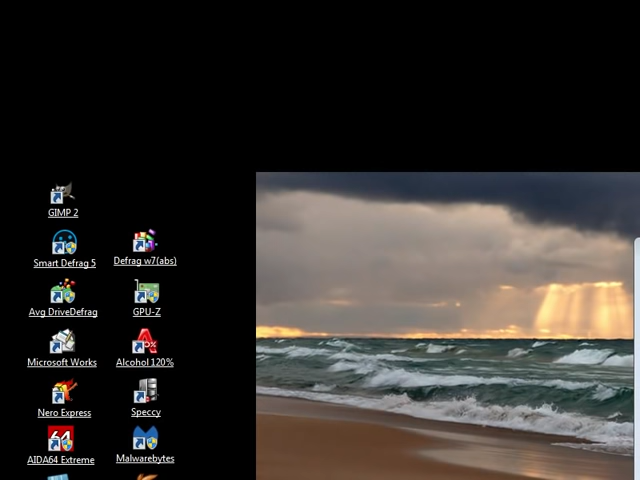 GIMP 2
Smart Defrag 5
Defrag w7(abs)
Avg DriveDefrag
GPU-Z
Microsoft Works
Alcohol 120%
Nero Express
Speccy
AIDA64 Extreme
Malwarebytes